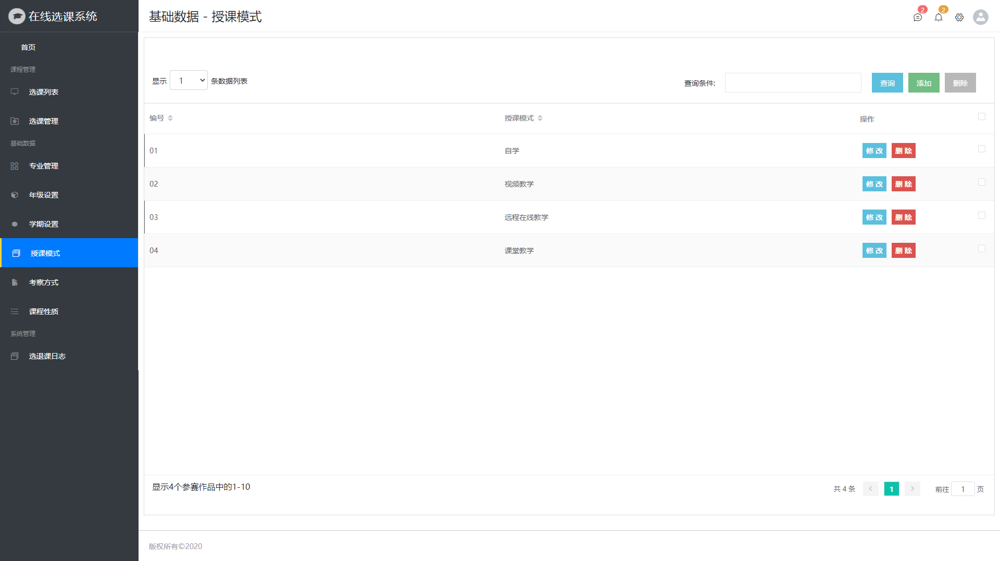 在线选课系统
基础数据 - 授课模式
2
2
首页
课程管理
选课列表
选课管理
基础数据
专业管理
年级设置
学期设置
授课模式
考察方式
课程性质
系统管理
选退课日志
显示 1 条数据列表
查询条件:
查询 添加 删除
编号 授课模式 操作
01 自学 修 改 删 除
02 视频教学 修 改 删 除
03 远程在线教学 修 改 删 除
04 课堂教学 修 改 删 除
显示4个参赛作品中的1-10
共 4 条 1 前往 1 页
版权所有©2020